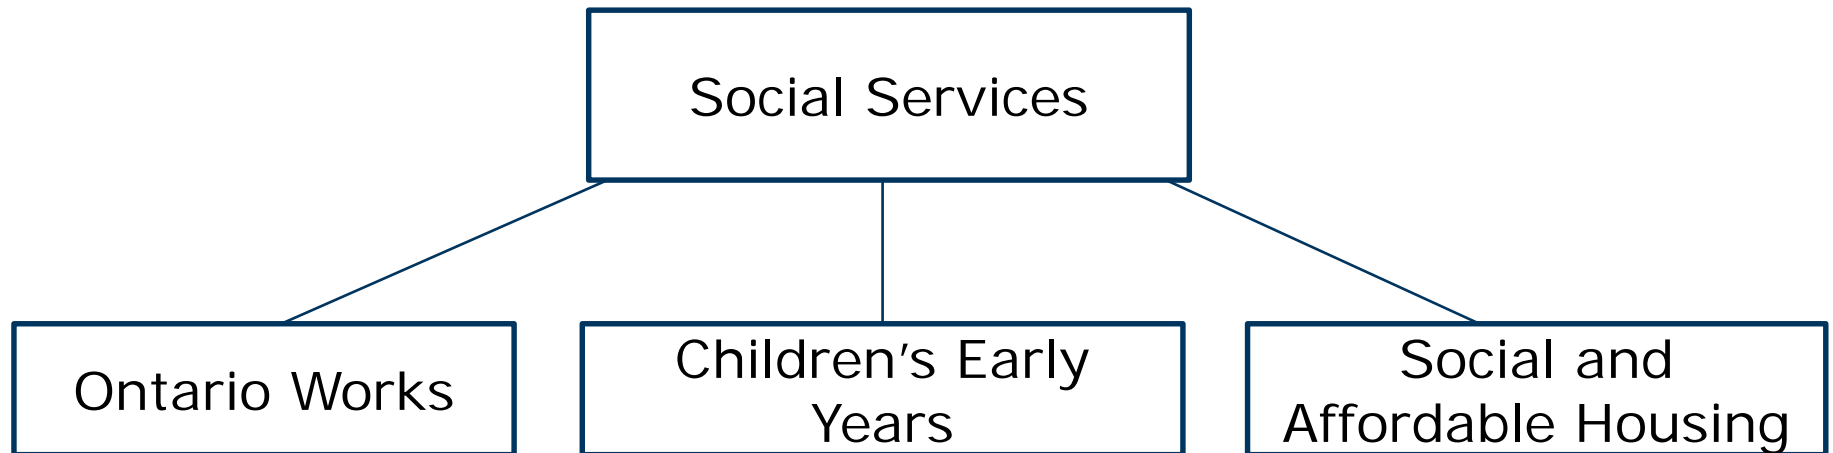 Social Services
Ontario Works
Children’s Early
Years
Social and
Affordable Housing